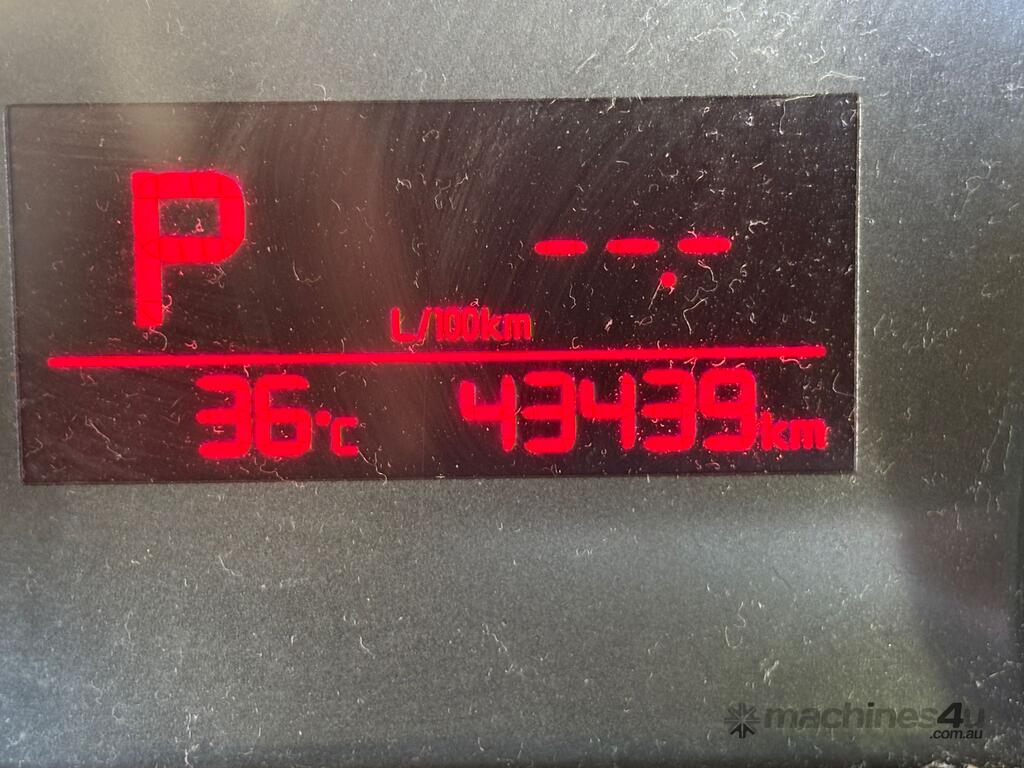 P --.-
L/100km
36°C 43439km
machines4u
.com.au